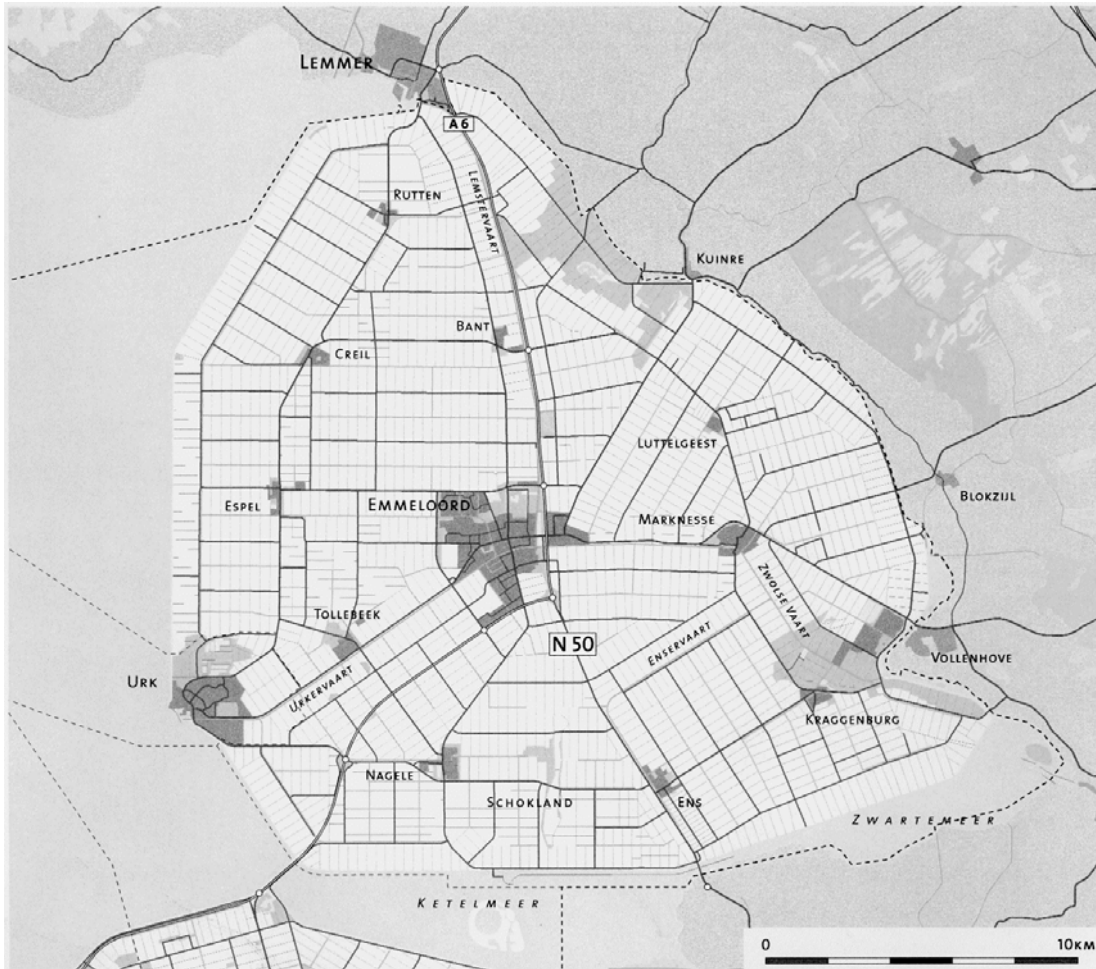 LEMMER
A6
LEMSTERVAART
RUTTEN
KUINRE
BANT
CREIL
LUTTELGEEST
ESPEL
EMMELOORD
MARKNESSE
BLOKZIJL
ZWOLSE VAART
TOLLEBEEK
N 50
ENSERVAART
VOLLENHOVE
URK
URKERVAART
KRAGGENBURG
NAGELE
SCHOKLAND
ENS
ZWARTEMEER
KETELMEER
0 10KM